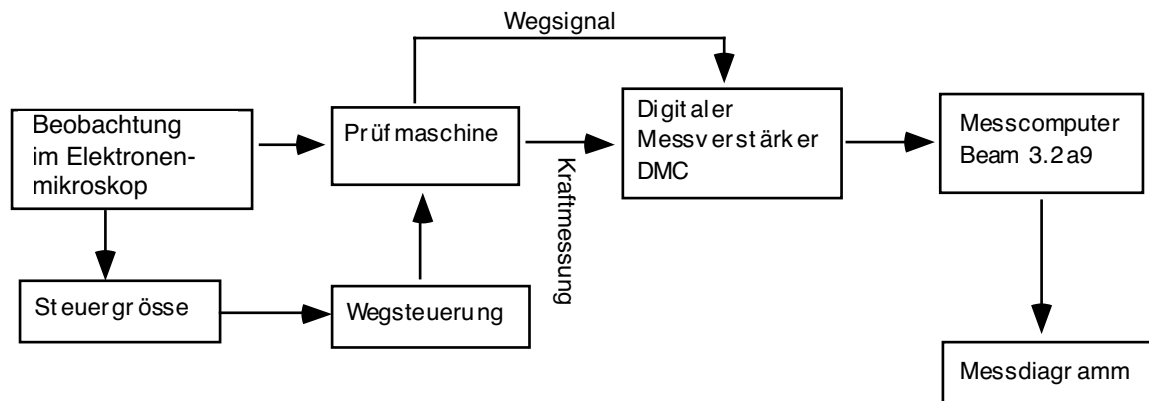 Wegsignal
Beobachtung
im Elektronen-
mikroskop
Prüfmaschine
Kraftmessung
Digitaler
Messverstärker
DMC
Messcomputer
Beam 3.2a9
Steuergrösse
Wegsteuerung
Messdiagramm